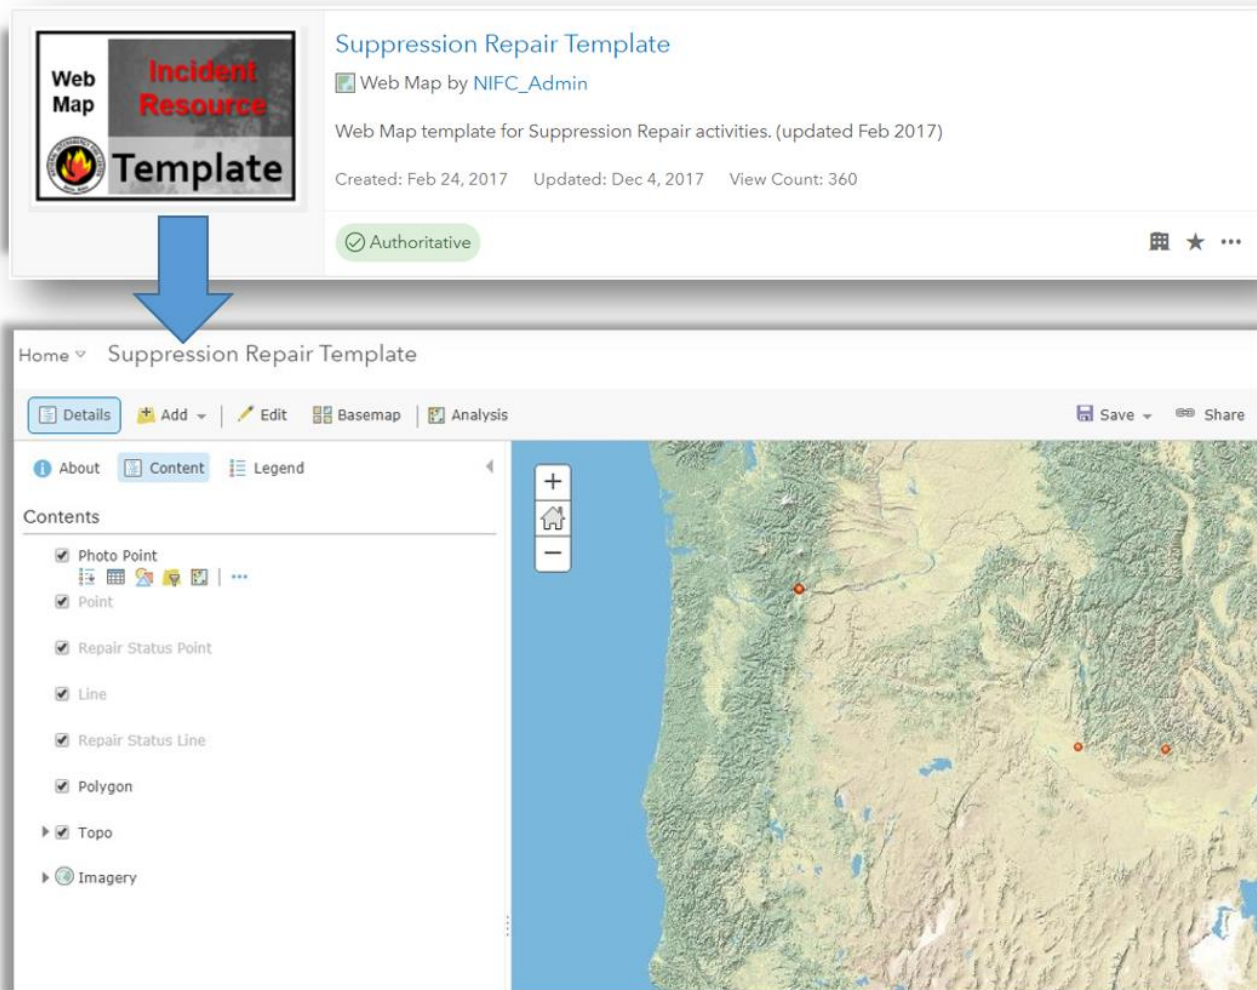 Web Map
Incident Resource
Template
Suppression Repair Template
Web Map by NIFC_Admin
Web Map template for Suppression Repair activities. (updated Feb 2017)
Created: Feb 24, 2017 Updated: Dec 4, 2017 View Count: 360
Authoritative
Home Suppression Repair Template
Details Add Edit Basemap Analysis Save Share
About Content Legend
Contents
Photo Point
Point
Repair Status Point
Line
Repair Status Line
Polygon
Topo
Imagery